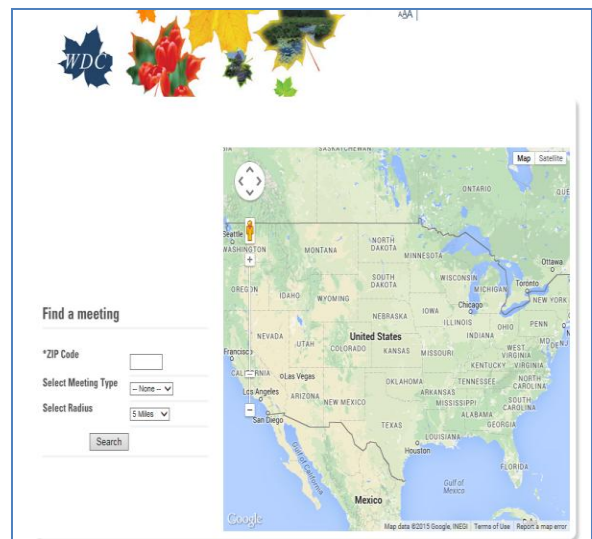 AAA |
WDC
SASKATCHEWAN
Map Satellite
ONTARIO
QUE
Seattle
WASHINGTON
MONTANA
NORTH
DAKOTA
MINNESOTA
Ottawa
OREGON
IDAHO
WYOMING
SOUTH
DAKOTA
WISCONSIN
MICHIGAN
Toronto
NEW YORK
Chicago
IOWA
NEBRASKA
ILLINOIS
INDIANA
OHIO
PENN
Find a meeting
NEVADA
UTAH
COLORADO
United States
KANSAS
MISSOURI
WEST
VIRGINIA
MD
DE NJ
KENTUCKY
VIRGINIA
*ZIP Code
Francisco
CALIFORNIA
Las Vegas
Los Angeles
ARIZONA
NEW MEXICO
OKLAHOMA
ARKANSAS
TENNESSEE
NORTH
CAROLINA
Select Meeting Type
-- None --
MISSISSIPPI
SOUTH
CAROLINA
Select Radius
5 Miles
San Diego
TEXAS
ALABAMA
GEORGIA
LOUISIANA
Search
Houston
FLORIDA
Gulf of
California
Gulf of
Mexico
Mexico
Google
Map data ©2015 Google, INEGI
Terms of Use
Report a map error